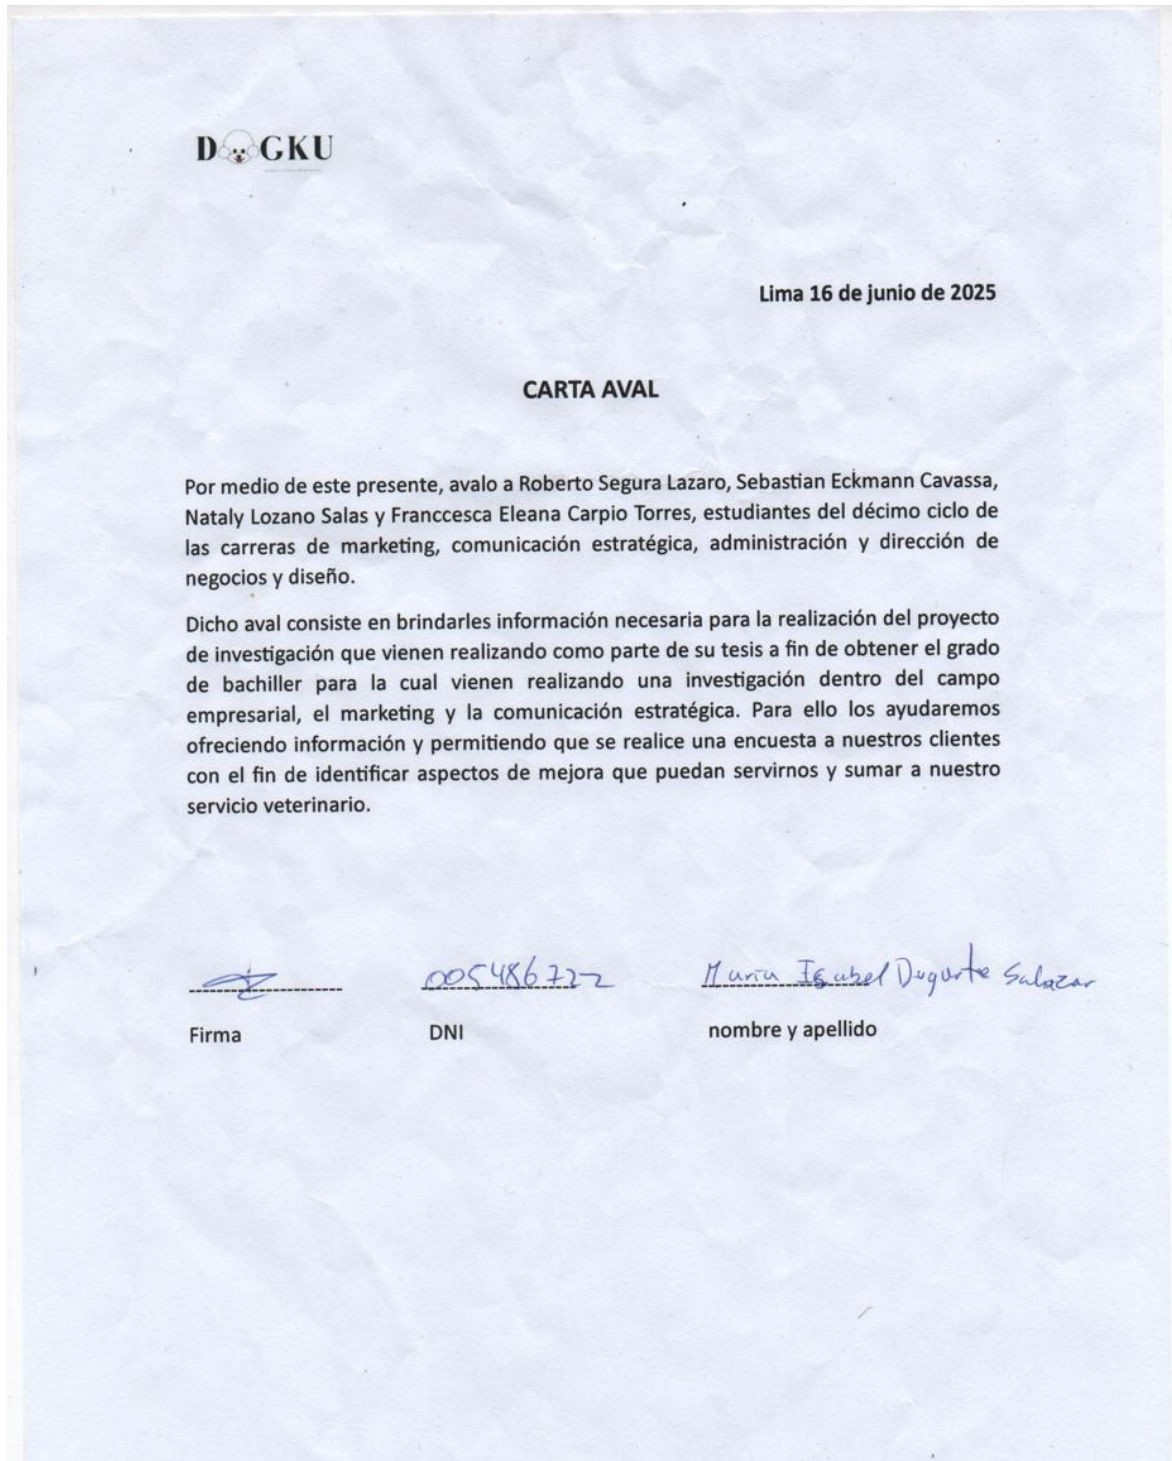 DOGKU
Lima 16 de junio de 2025
CARTA AVAL
Por medio de este presente, avalo a Roberto Segura Lazaro, Sebastian Eckmann Cavassa,
Nataly Lozano Salas y Franccesca Eleana Carpio Torres, estudiantes del décimo ciclo de
las carreras de marketing, comunicación estratégica, administración y dirección de
negocios y diseño.
Dicho aval consiste en brindarles información necesaria para la realización del proyecto
de investigación que vienen realizando como parte de su tesis a fin de obtener el grado
de bachiller para la cual vienen realizando una investigación dentro del campo
empresarial, el marketing y la comunicación estratégica. Para ello los ayudaremos
ofreciendo información y permitiendo que se realice una encuesta a nuestros clientes
con el fin de identificar aspectos de mejora que puedan servirnos y sumar a nuestro
servicio veterinario.
005486722 Maria Isabel Dugarte Salazar
Firma DNI nombre y apellido